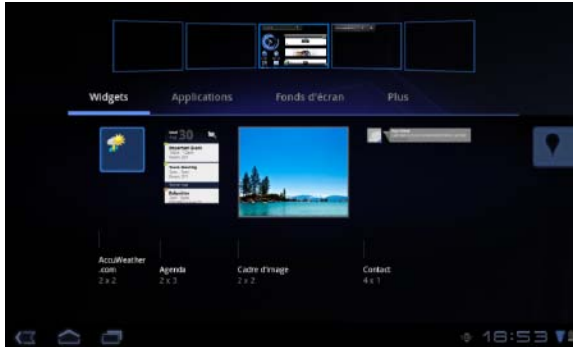 Widgets Applications Fonds d'écran Plus
30
AccuWeather
.com
2 x 2
Agenda
2 x 3
Cadre d'image
2 x 2
Contact
4 x 1
18:53